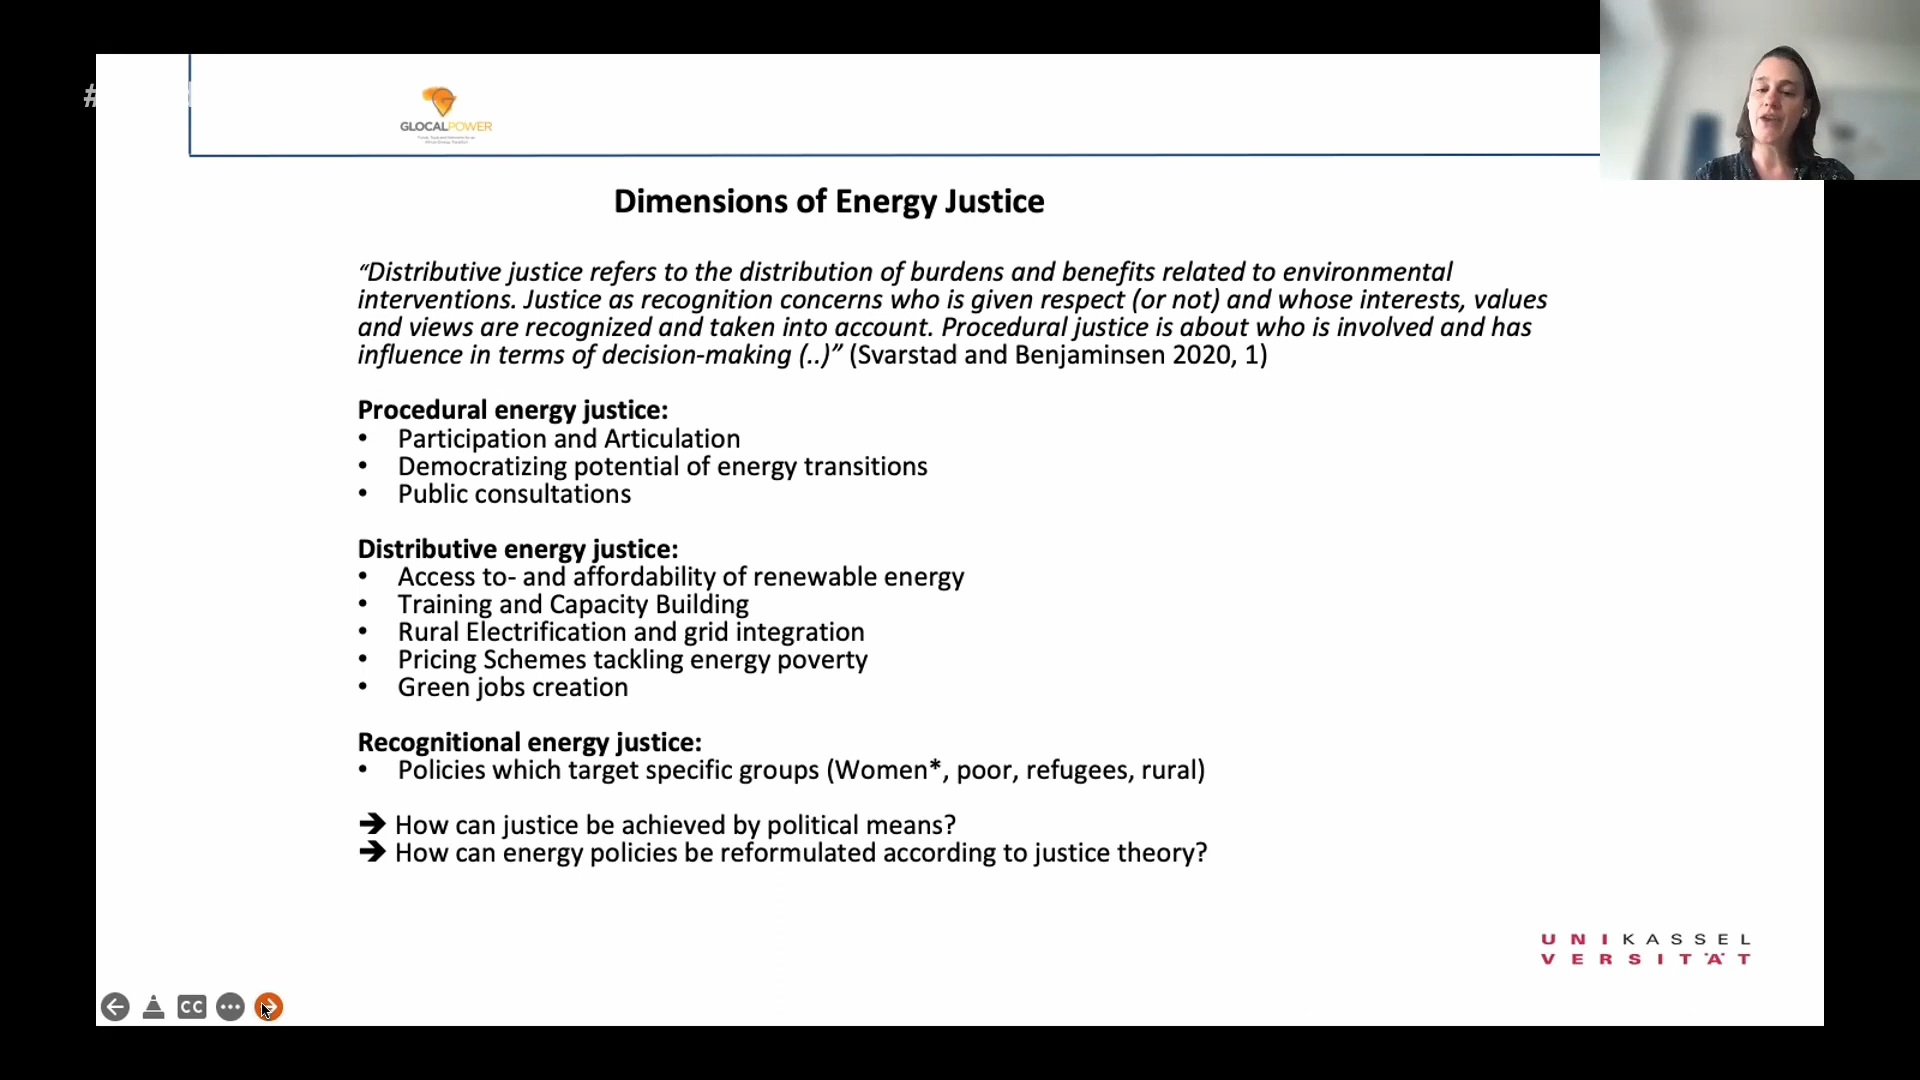 #
GLOCALPOWER
Dimensions of Energy Justice
“Distributive justice refers to the distribution of burdens and benefits related to environmental
interventions. Justice as recognition concerns who is given respect (or not) and whose interests, values
and views are recognized and taken into account. Procedural justice is about who is involved and has
influence in terms of decision-making (..)” (Svarstad and Benjaminsen 2020, 1)
Procedural energy justice:
• Participation and Articulation
• Democratizing potential of energy transitions
• Public consultations
Distributive energy justice:
• Access to- and affordability of renewable energy
• Training and Capacity Building
• Rural Electrification and grid integration
• Pricing Schemes tackling energy poverty
• Green jobs creation
Recognitional energy justice:
• Policies which target specific groups (Women*, poor, refugees, rural)
➔ How can justice be achieved by political means?
➔ How can energy policies be reformulated according to justice theory?
UNIKASSEL
VERSITÄT
CC